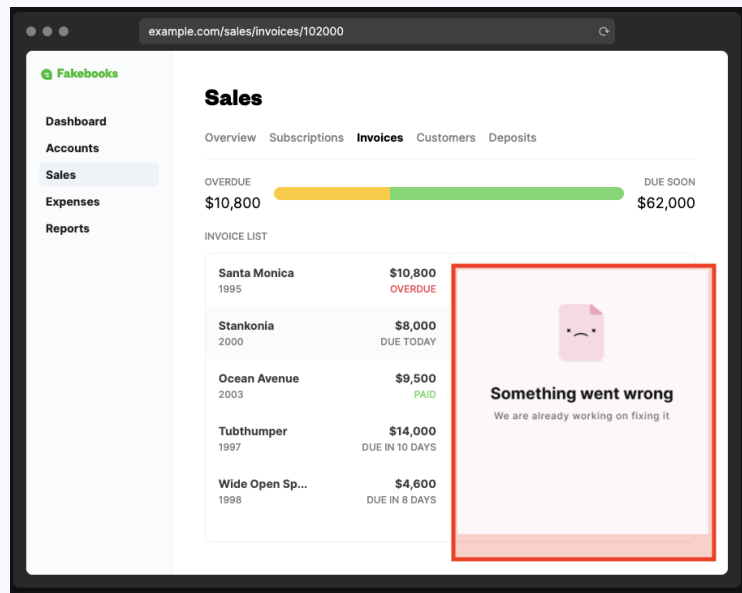 example.com/sales/invoices/102000
Fakebooks
Dashboard
Accounts
Sales
Expenses
Reports
Sales
Overview Subscriptions Invoices Customers Deposits
OVERDUE
$10,800
DUE SOON
$62,000
INVOICE LIST
Santa Monica $10,800
1995 OVERDUE
Stankonia $8,000
2000 DUE TODAY
Ocean Avenue $9,500
2003 PAID
Tubthumper $14,000
1997 DUE IN 10 DAYS
Wide Open Sp... $4,600
1998 DUE IN 8 DAYS
Something went wrong
We are already working on fixing it